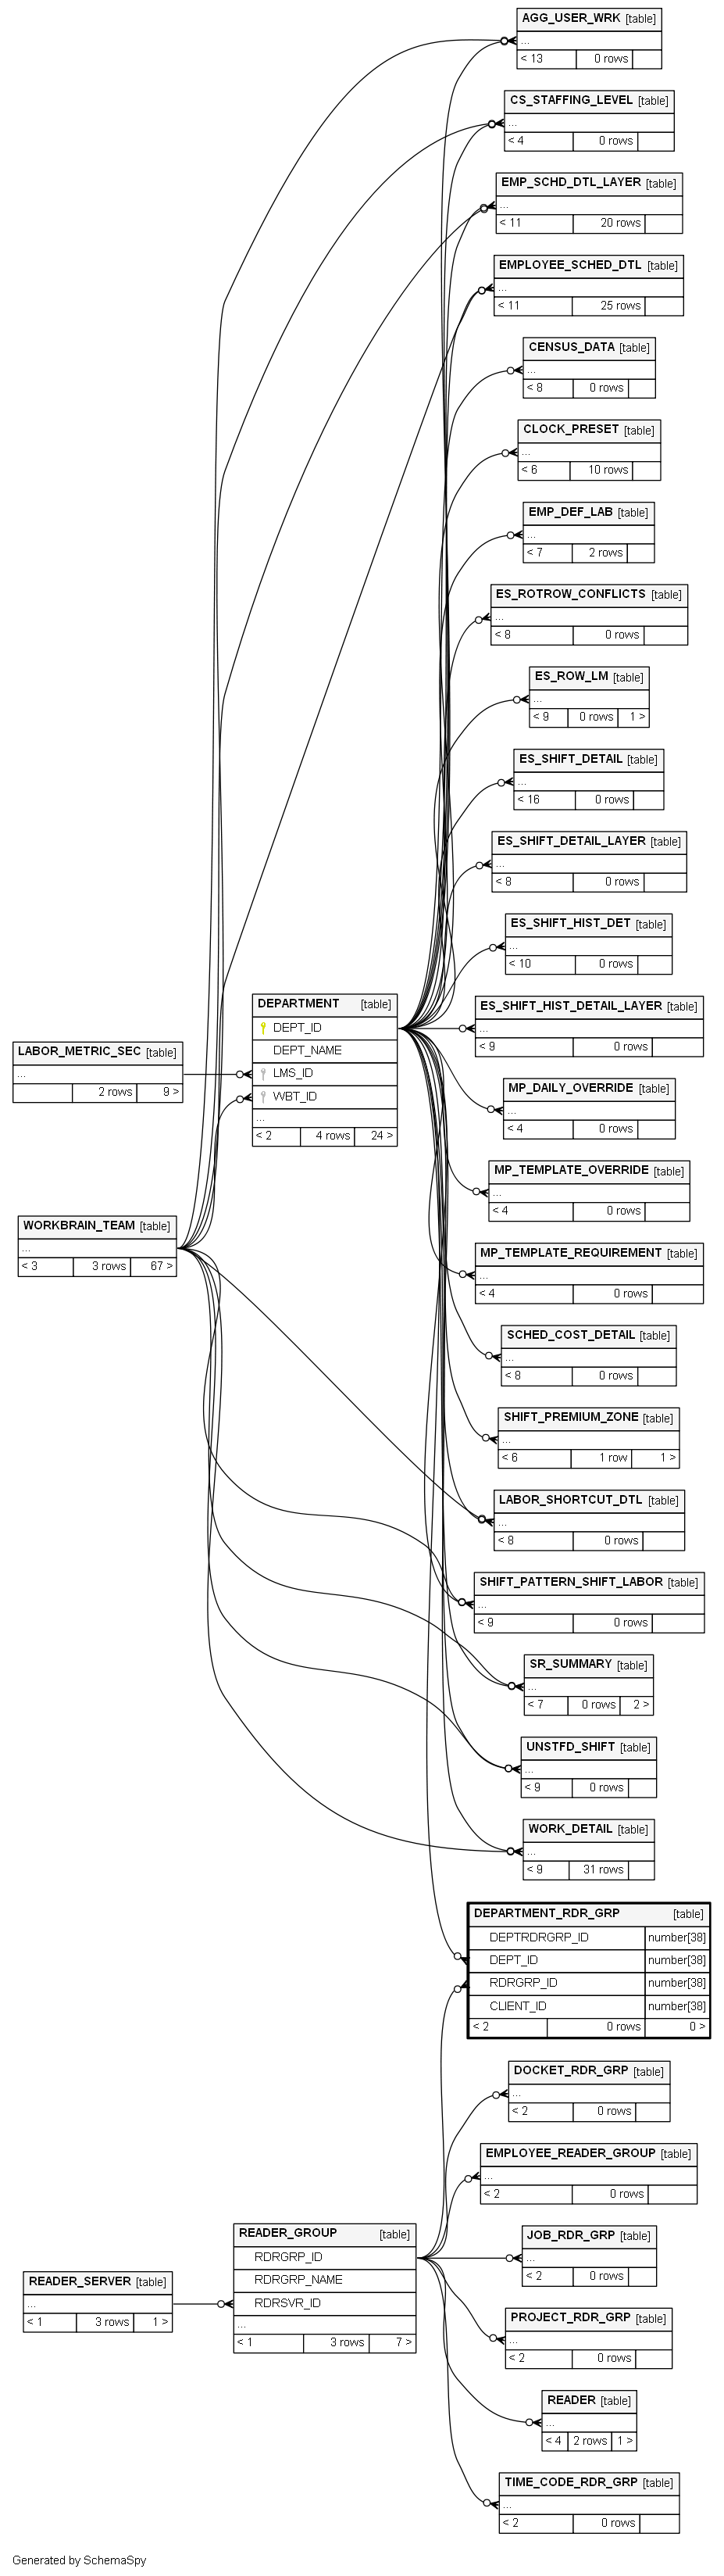 AGG_USER_WRK [table]
...
< 13 0 rows
CS_STAFFING_LEVEL [table]
...
< 4 0 rows
EMP_SCHD_DTL_LAYER [table]
...
< 11 20 rows
EMPLOYEE_SCHED_DTL [table]
...
< 11 25 rows
CENSUS_DATA [table]
...
< 8 0 rows
CLOCK_PRESET [table]
...
< 6 10 rows
EMP_DEF_LAB [table]
...
< 7 2 rows
ES_ROTROW_CONFLICTS [table]
...
< 8 0 rows
ES_ROW_LM [table]
...
< 9 0 rows 1 >
ES_SHIFT_DETAIL [table]
...
< 16 0 rows
ES_SHIFT_DETAIL_LAYER [table]
...
< 8 0 rows
ES_SHIFT_HIST_DET [table]
...
< 10 0 rows
DEPARTMENT [table]
DEPT_ID
DEPT_NAME
LMS_ID
WBT_ID
...
< 2 4 rows 24 >
ES_SHIFT_HIST_DETAIL_LAYER [table]
...
< 9 0 rows
LABOR_METRIC_SEC [table]
...
2 rows 9 >
MP_DAILY_OVERRIDE [table]
...
< 4 0 rows
MP_TEMPLATE_OVERRIDE [table]
...
< 4 0 rows
WORKBRAIN_TEAM [table]
...
< 3 3 rows 67 >
MP_TEMPLATE_REQUIREMENT [table]
...
< 4 0 rows
SCHED_COST_DETAIL [table]
...
< 8 0 rows
SHIFT_PREMIUM_ZONE [table]
...
< 6 1 row 1 >
LABOR_SHORTCUT_DTL [table]
...
< 8 0 rows
SHIFT_PATTERN_SHIFT_LABOR [table]
...
< 9 0 rows
SR_SUMMARY [table]
...
< 7 0 rows 2 >
UNSTFD_SHIFT [table]
...
< 9 0 rows
WORK_DETAIL [table]
...
< 9 31 rows
DEPARTMENT_RDR_GRP [table]
DEPTRDRGRP_ID number[38]
DEPT_ID number[38]
RDRGRP_ID number[38]
CLIENT_ID number[38]
< 2 0 rows 0 >
DOCKET_RDR_GRP [table]
...
< 2 0 rows
EMPLOYEE_READER_GROUP [table]
...
< 2 0 rows
READER_GROUP [table]
RDRGRP_ID
RDRGRP_NAME
RDRSVR_ID
...
< 1 3 rows 7 >
JOB_RDR_GRP [table]
...
< 2 0 rows
READER_SERVER [table]
...
< 1 3 rows 1 >
PROJECT_RDR_GRP [table]
...
< 2 0 rows
READER [table]
...
< 4 2 rows 1 >
TIME_CODE_RDR_GRP [table]
...
< 2 0 rows
Generated by SchemaSpy